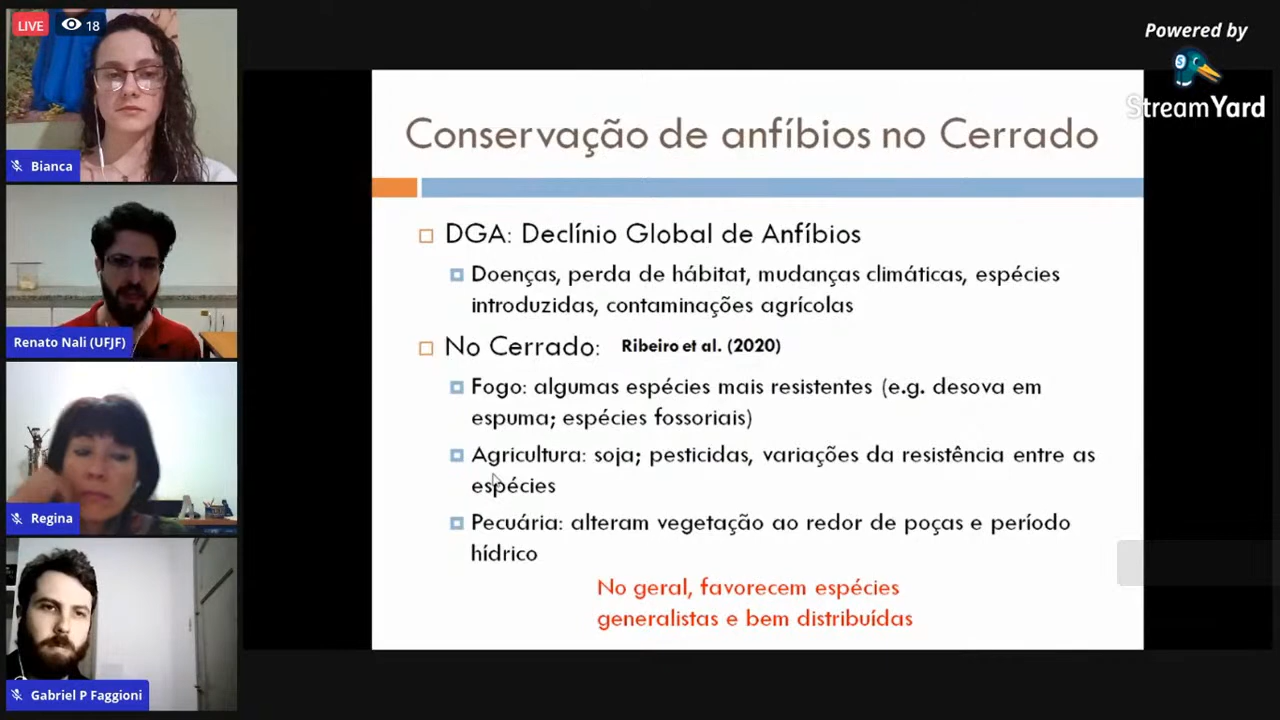 LIVE 18
Bianca
Renato Nali (UFJF)
Regina
Gabriel P Faggioni
Powered by
StreamYard
Conservação de anfíbios no Cerrado
DGA: Declínio Global de Anfíbios
Doenças, perda de hábitat, mudanças climáticas, espécies
introduzidas, contaminações agrícolas
No Cerrado: Ribeiro et al. (2020)
Fogo: algumas espécies mais resistentes (e.g. desova em
espuma; espécies fossoriais)
Agricultura: soja; pesticidas, variações da resistência entre as
espécies
Pecuária: alteram vegetação ao redor de poças e período
hídrico
No geral, favorecem espécies
generalistas e bem distribuídas